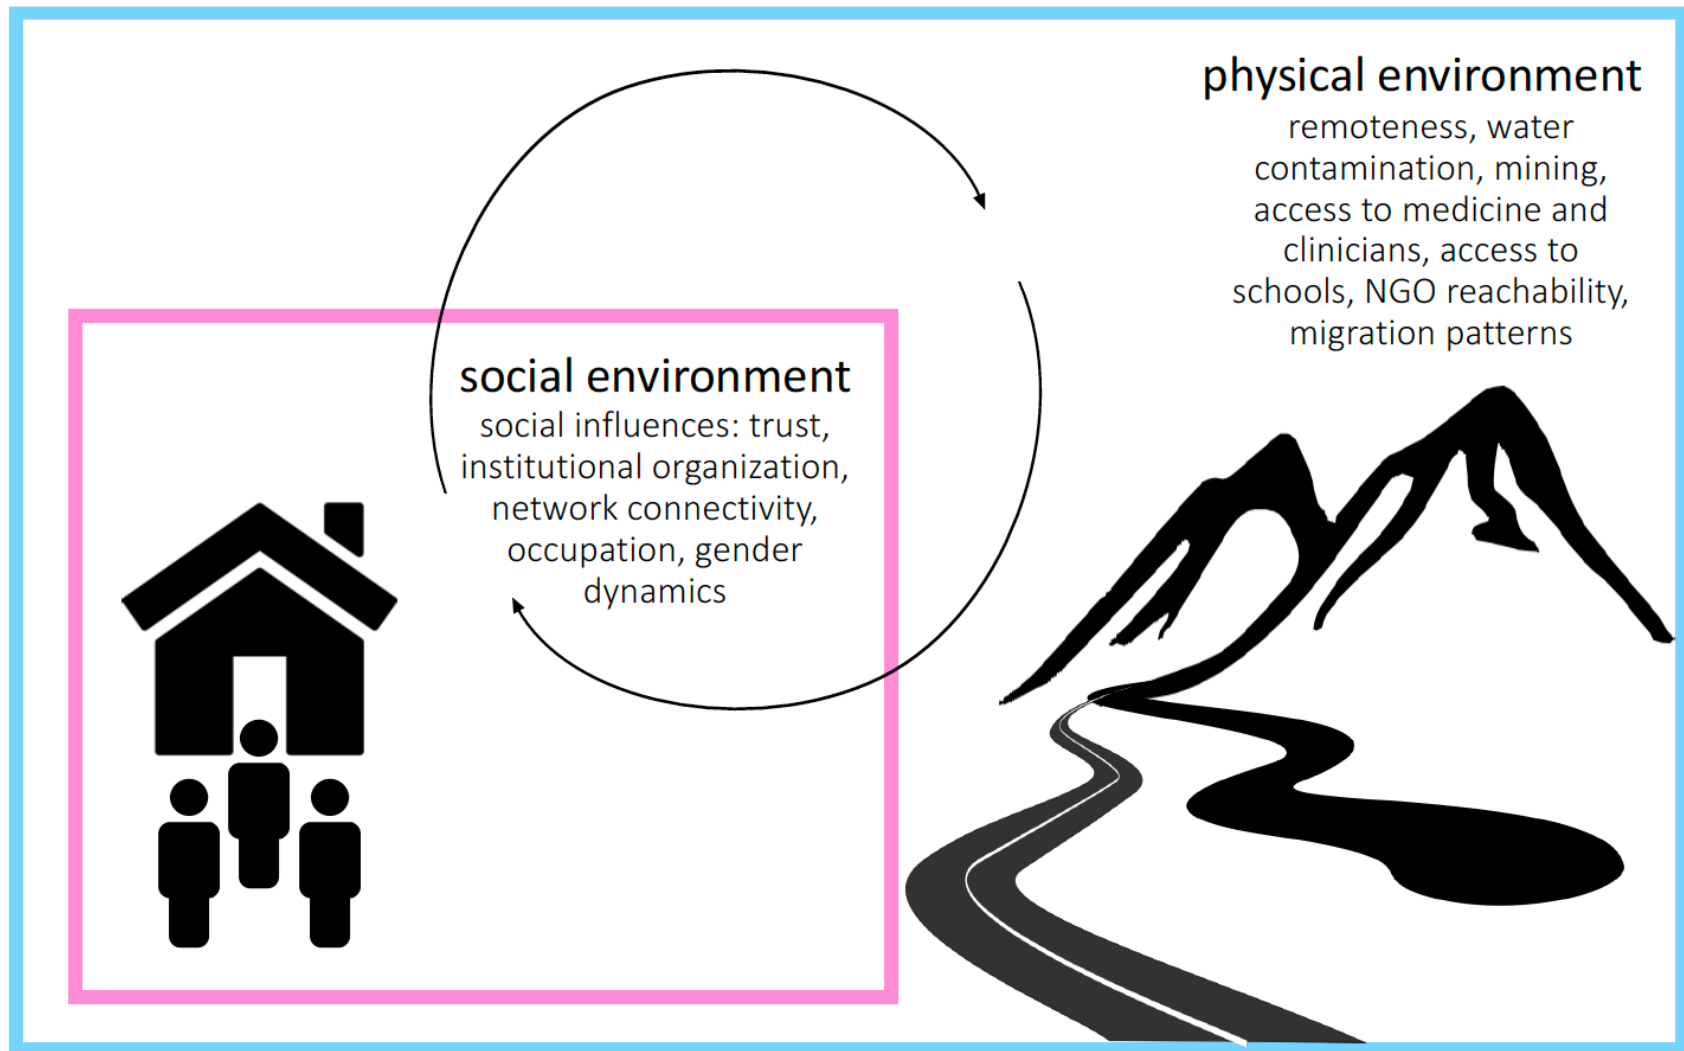 physical environment
remoteness, water
contamination, mining,
access to medicine and
clinicians, access to
schools, NGO reachability,
migration patterns
social environment
social influences: trust,
institutional organization,
network connectivity,
occupation, gender
dynamics